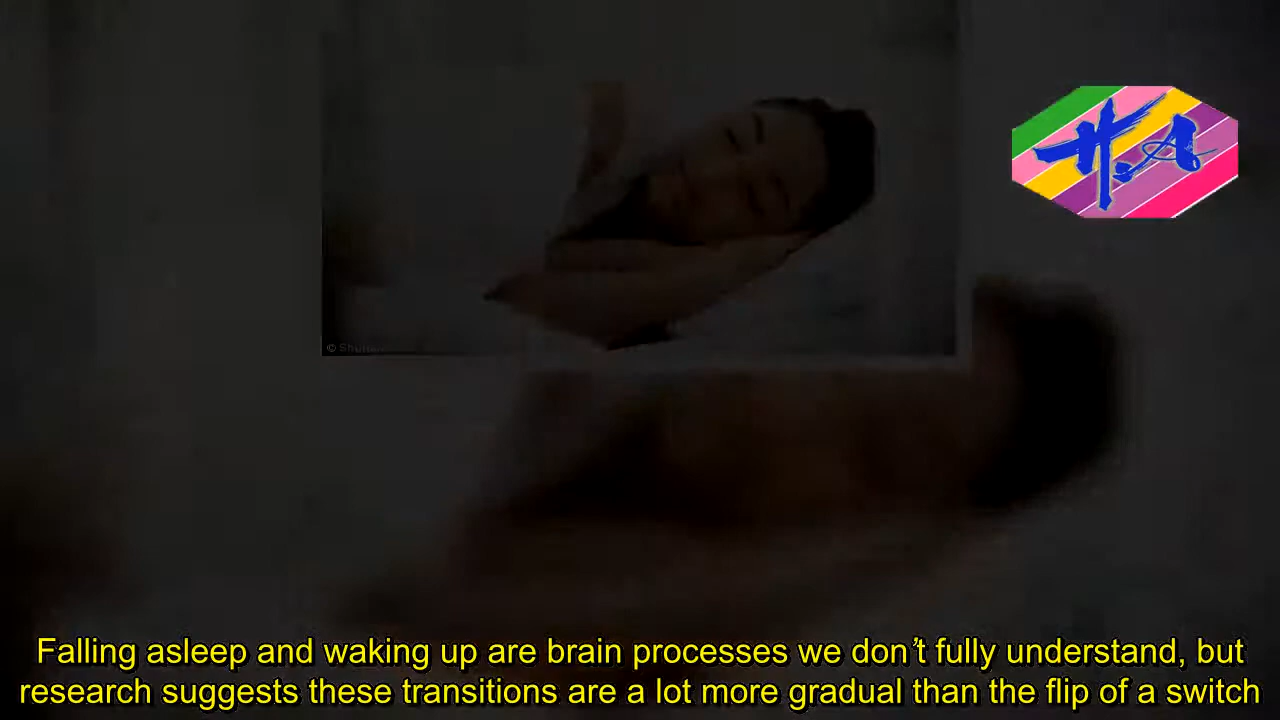 H.A
© Shutter
Falling asleep and waking up are brain processes we don’t fully understand, but
research suggests these transitions are a lot more gradual than the flip of a switch